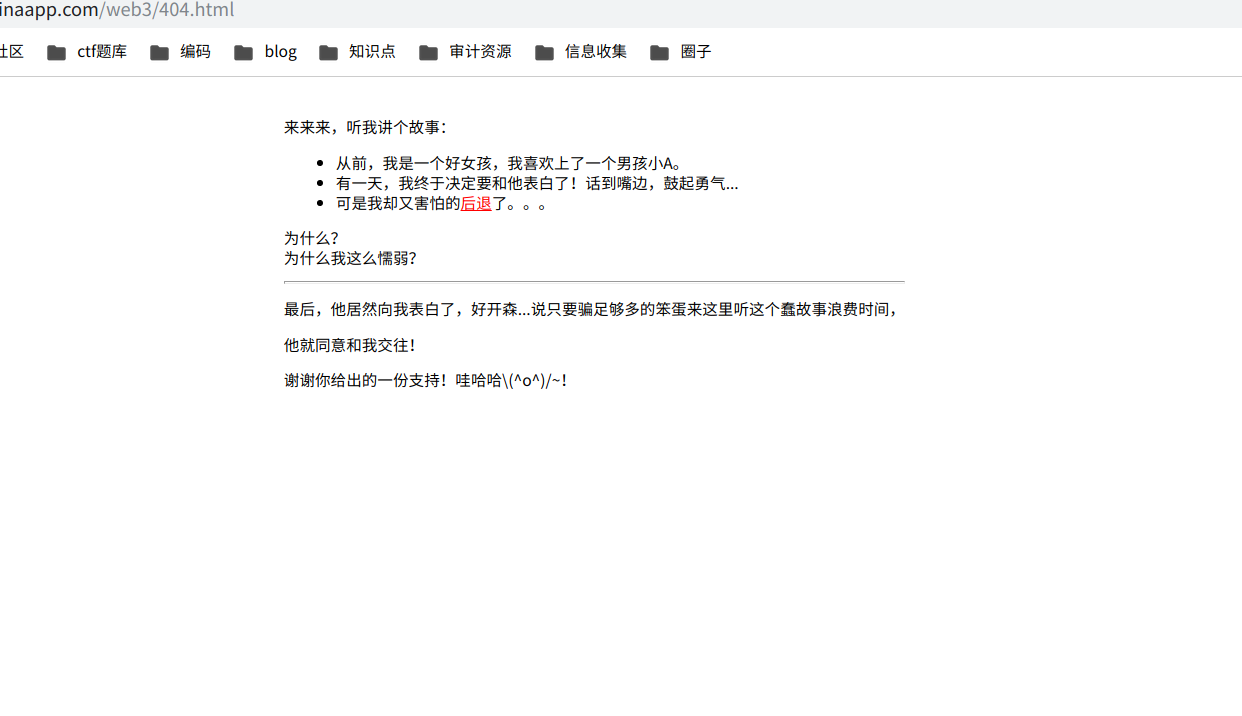 inaapp.com/web3/404.html
社区 ctf题库 编码 blog 知识点 审计资源 信息收集 圈子
来来来，听我讲个故事：
从前，我是一个好女孩，我喜欢上了一个男孩小A。
有一天，我终于决定要和他表白了！话到嘴边，鼓起勇气...
可是我却又害怕的后退了。。。
为什么？
为什么我这么懦弱？
最后，他居然向我表白了，好开森...说只要骗足够多的笨蛋来这里听这个蠢故事浪费时间，
他就同意和我交往！
谢谢你给出的一份支持！哇哈哈\(^o^)/~！